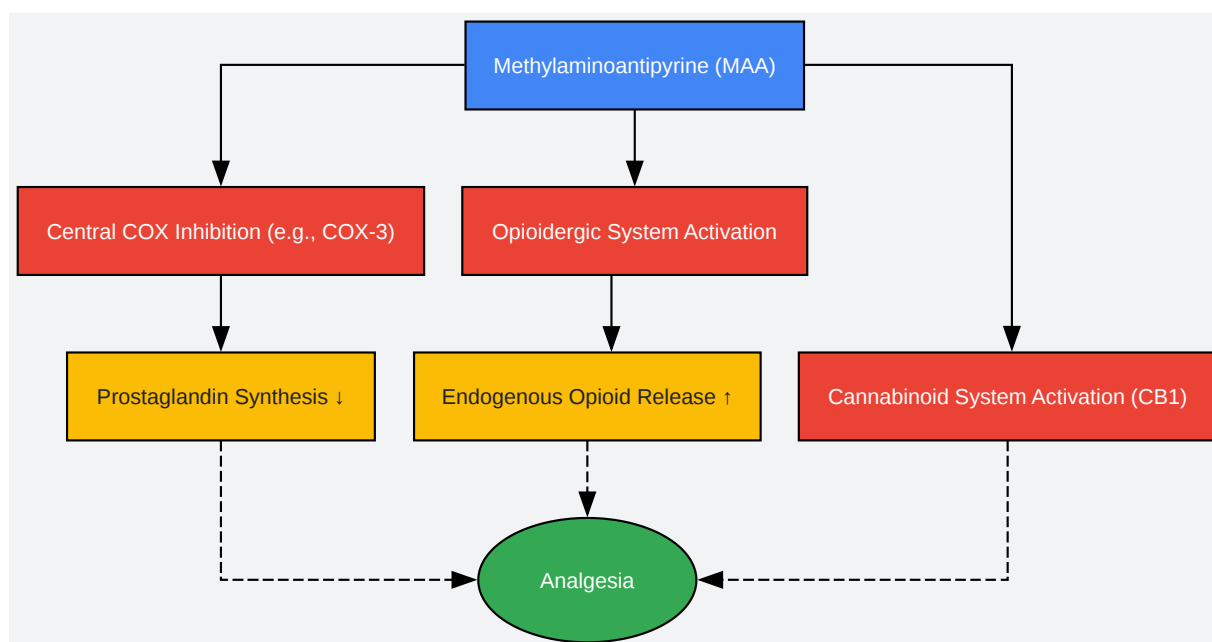 Methylaminoantipyrine (MAA)
Central COX Inhibition (e.g., COX-3)
Opioidergic System Activation
Prostaglandin Synthesis ↓
Endogenous Opioid Release ↑
Cannabinoid System Activation (CB1)
Analgesia